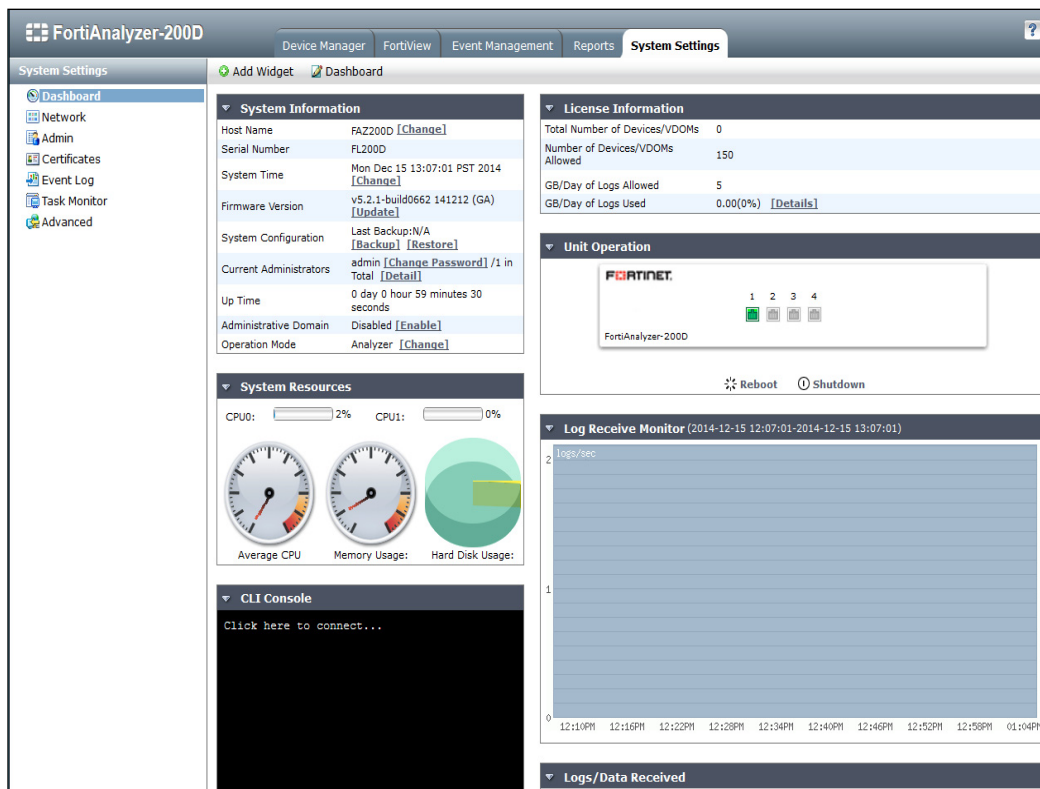 FortiAnalyzer-200D
Device Manager
FortiView
Event Management
Reports
System Settings
?
System Settings
Dashboard
Network
Admin
Certificates
Event Log
Task Monitor
Advanced
Add Widget
Dashboard
System Information
Host Name
FAZ200D [Change]
Serial Number
FL200D
System Time
Mon Dec 15 13:07:01 PST 2014
[Change]
Firmware Version
v5.2.1-build0662 141212 (GA)
[Update]
System Configuration
Last Backup:N/A
[Backup] [Restore]
Current Administrators
admin [Change Password] /1 in
Total [Detail]
Up Time
0 day 0 hour 59 minutes 30
seconds
Administrative Domain
Disabled [Enable]
Operation Mode
Analyzer [Change]
System Resources
CPU0: 2% CPU1: 0%
Average CPU
Memory Usage:
Hard Disk Usage:
CLI Console
Click here to connect...
License Information
Total Number of Devices/VDOMs
0
Number of Devices/VDOMs
Allowed
150
GB/Day of Logs Allowed
5
GB/Day of Logs Used
0.00(0%) [Details]
Unit Operation
FORTINET.
1 2 3 4
FortiAnalyzer-200D
Reboot
Shutdown
Log Receive Monitor (2014-12-15 12:07:01-2014-12-15 13:07:01)
logs/sec
2
1
0
12:10PM 12:16PM 12:22PM 12:28PM 12:34PM 12:40PM 12:46PM 12:52PM 12:58PM 01:04PM
Logs/Data Received